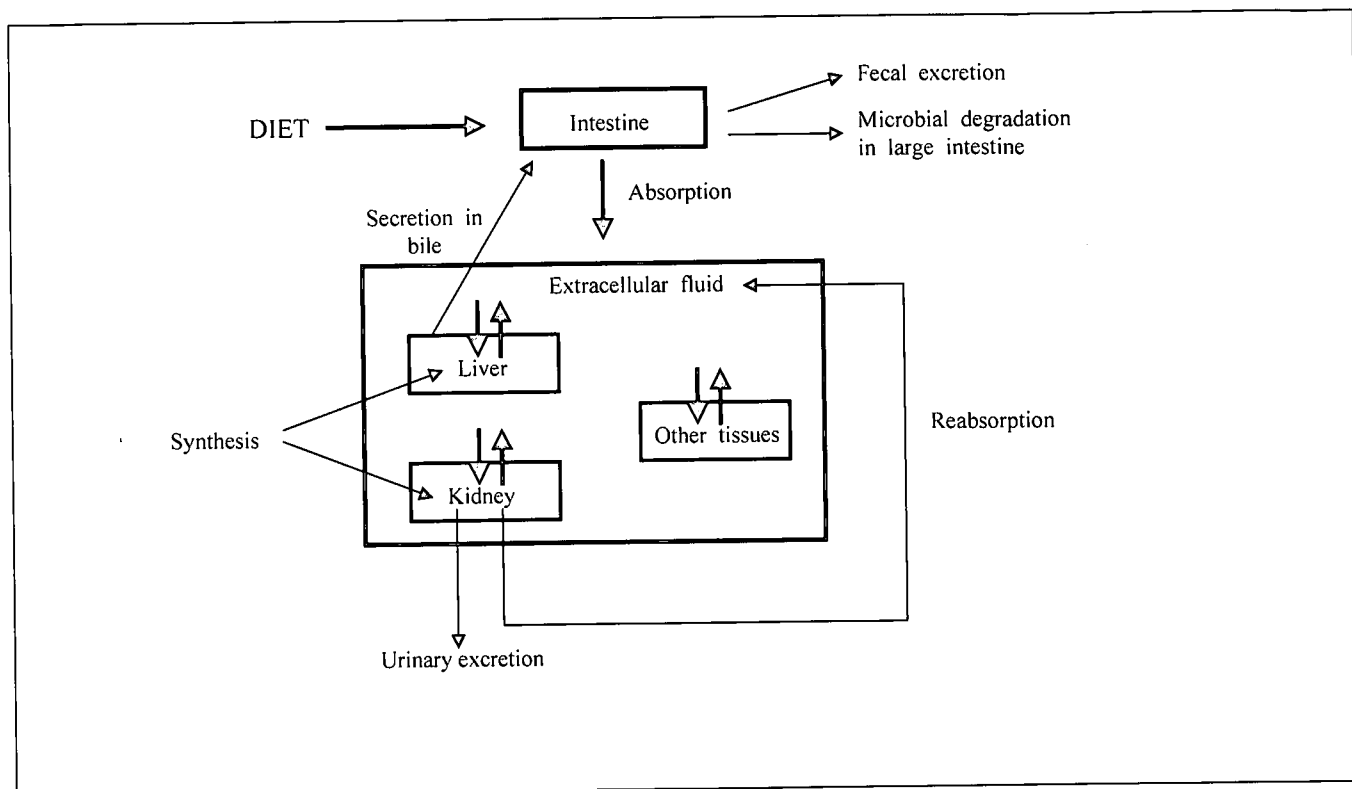 Fecal excretion
DIET
Intestine
Microbial degradation
in large intestine
Absorption
Secretion in
bile
Extracellular fluid
Liver
Other tissues
Reabsorption
Synthesis
Kidney
Urinary excretion